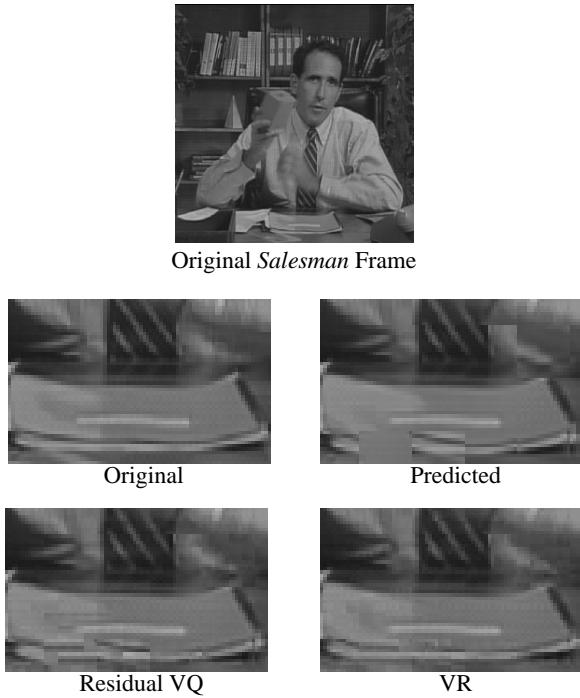 Original Salesman Frame
Original
Predicted
Residual VQ
VR